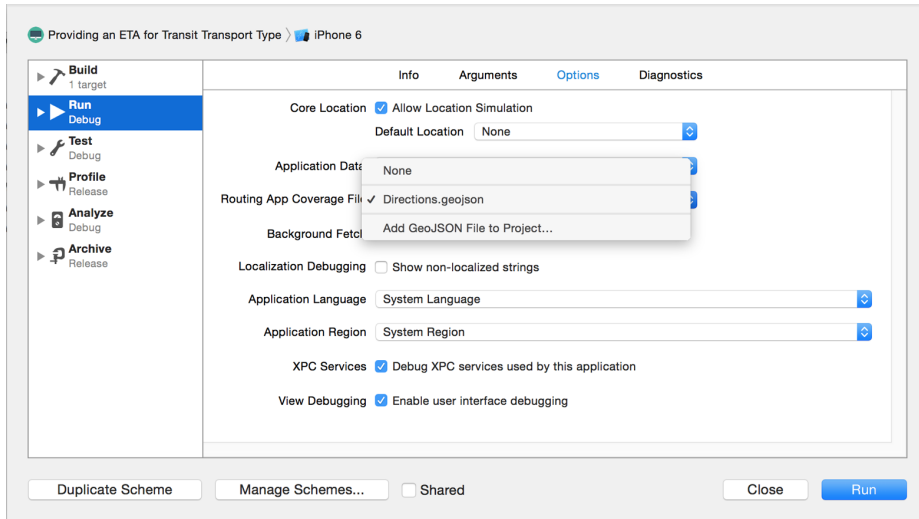 Providing an ETA for Transit Transport Type iPhone 6
Build
1 target
Run
Debug
Test
Debug
Profile
Release
Analyze
Debug
Archive
Release
Info Arguments Options Diagnostics
Core Location Allow Location Simulation
Default Location None
Application Data
None
Routing App Coverage Directions.geojson
Background Add GeoJSON File to Project...
Localization Debugging Show non-localized strings
Application Language System Language
Application Region System Region
XPC Services Debug XPC services used by this application
View Debugging Enable user interface debugging
Duplicate Scheme Manage Schemes... Shared Close Run